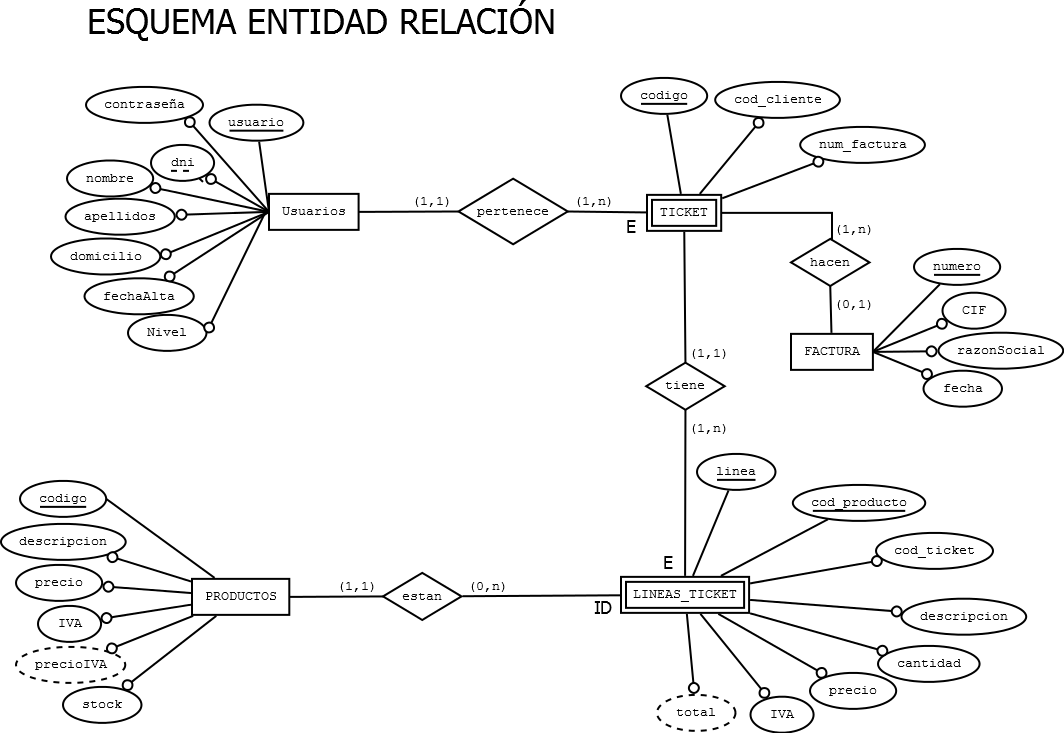 ESQUEMA ENTIDAD RELACIÓN
contraseña
usuario
dni
nombre
apellidos
domicilio
fechaAlta
Nivel
Usuarios
(1,1)
pertenece
(1,n)
E
codigo
cod_cliente
num_factura
TICKET
(1,n)
hacen
(0,1)
FACTURA
numero
CIF
razonSocial
fecha
(1,1)
tiene
(1,n)
E
linea
cod_producto
cod_ticket
descripcion
cantidad
precio
IVA
total
LINEAS_TICKET
ID
(0,n)
estan
(1,1)
PRODUCTOS
codigo
descripcion
precio
IVA
precioIVA
stock